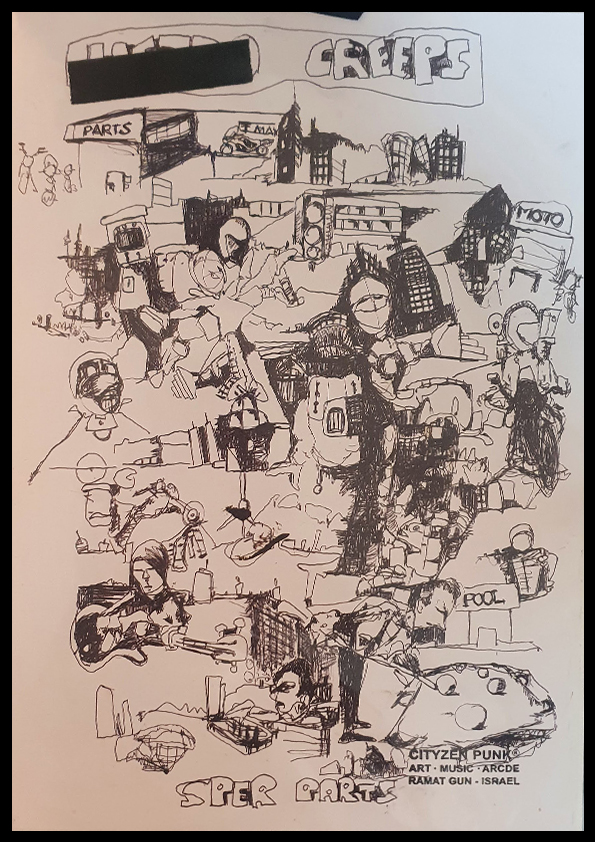 CREEPS
PARTS
MOTO
POOL
CITYZEN PUNK®
ART · MUSIC · ARCDE
RAMAT GUN - ISRAEL
SPER PARTS